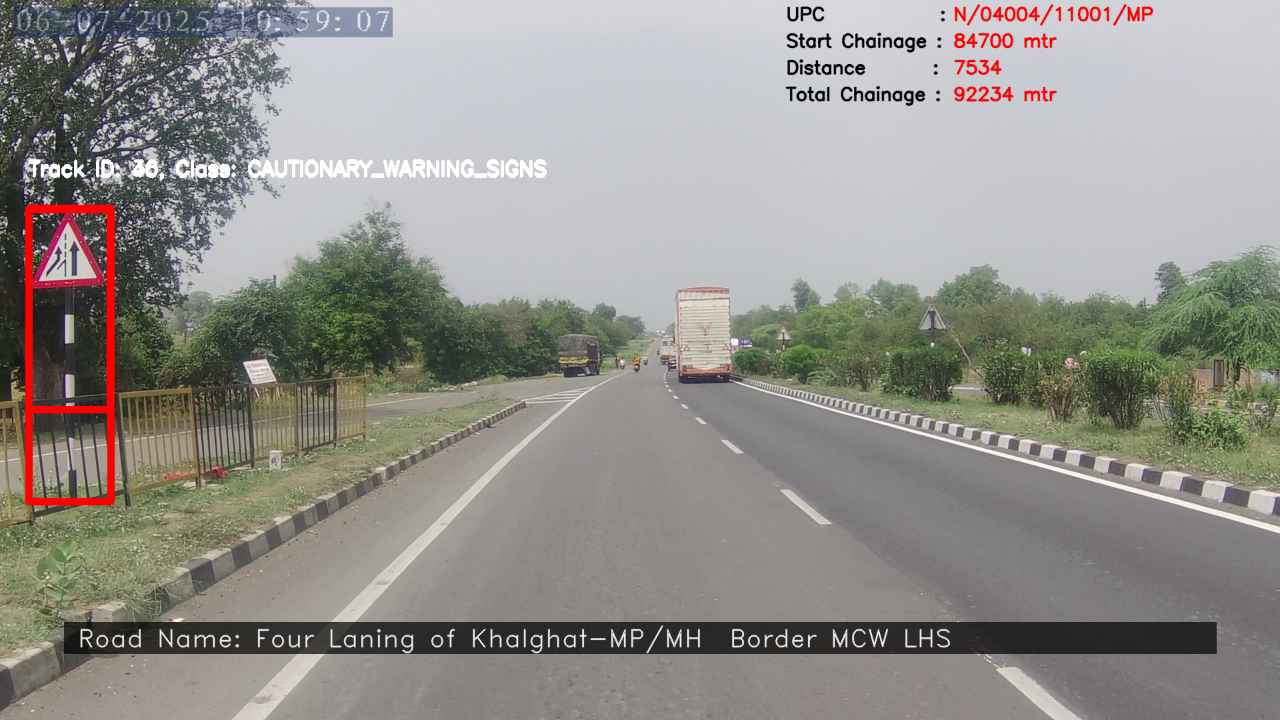 06-07-2025 10:59:07
UPC : N/04004/11001/MP
Start Chainage : 84700 mtr
Distance : 7534
Total Chainage : 92234 mtr
Track ID: 36, Class: CAUTIONARY_WARNING_SIGNS
Road Name: Four Laning of Khalghat-MP/MH Border MCW LHS